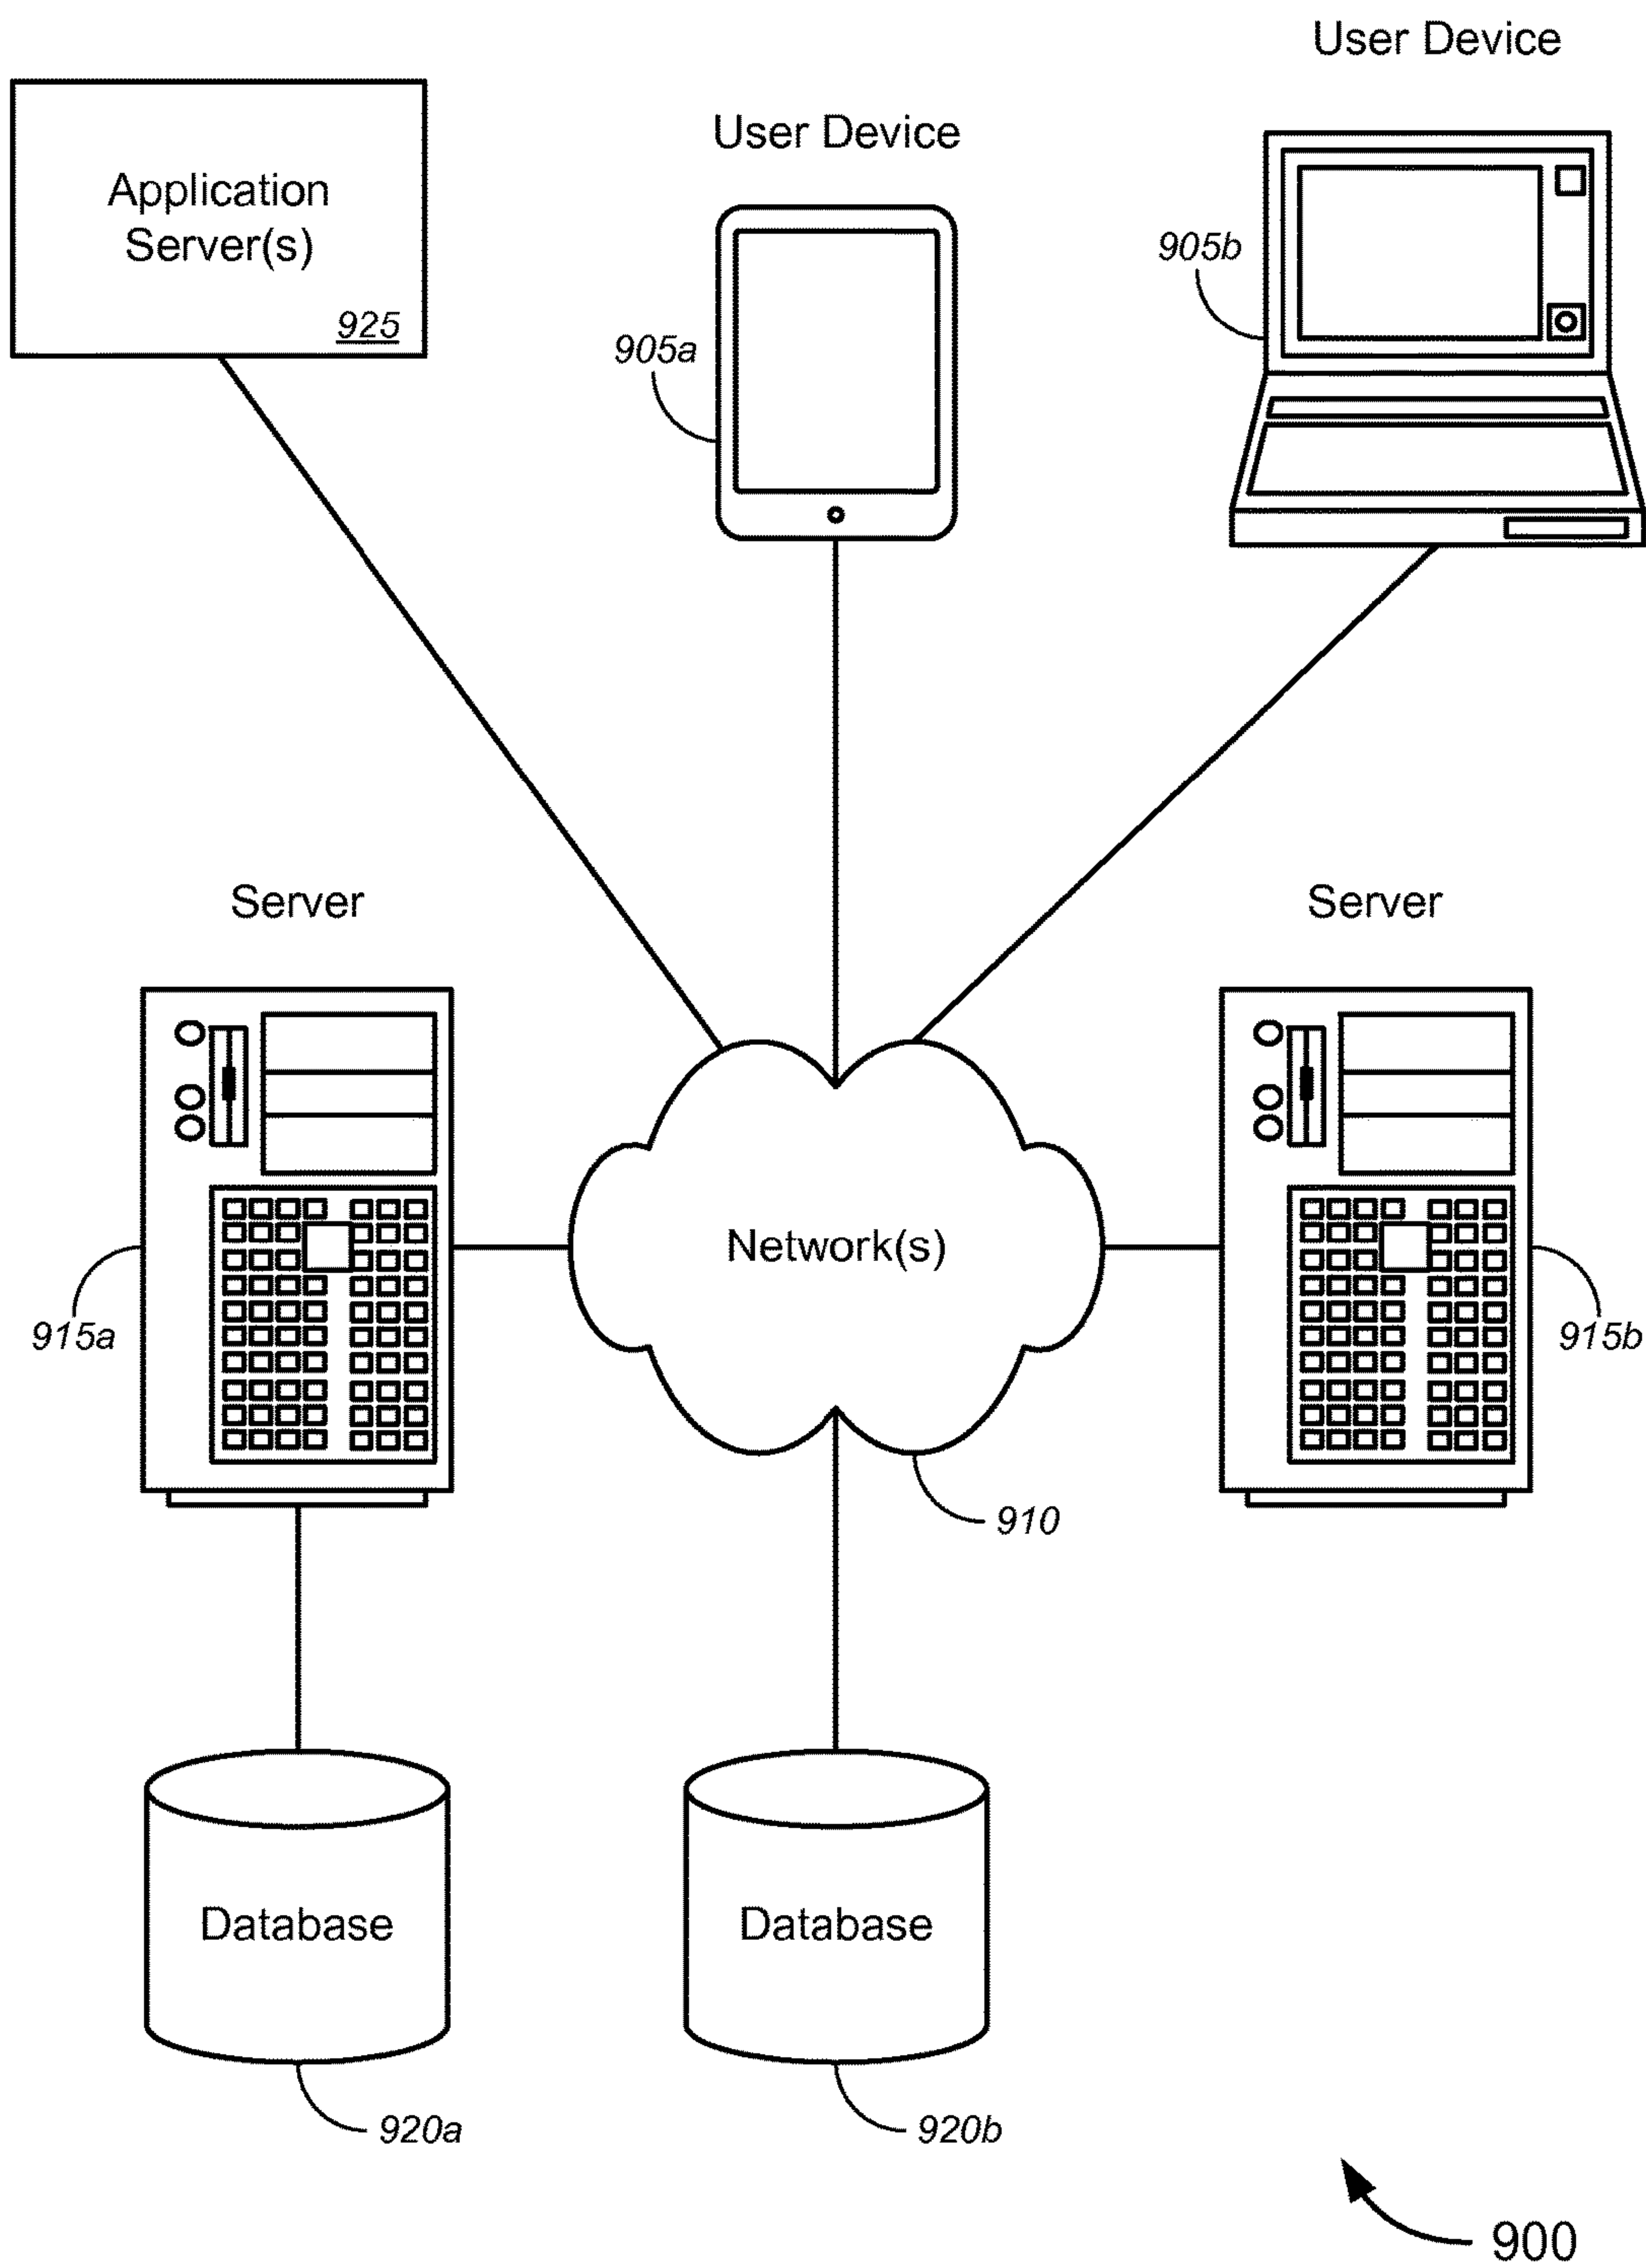 User Device
User Device
Application
Server(s)
925
905a
905b
Server
Server
Network(s)
915a
915b
910
Database
Database
920a
920b
900